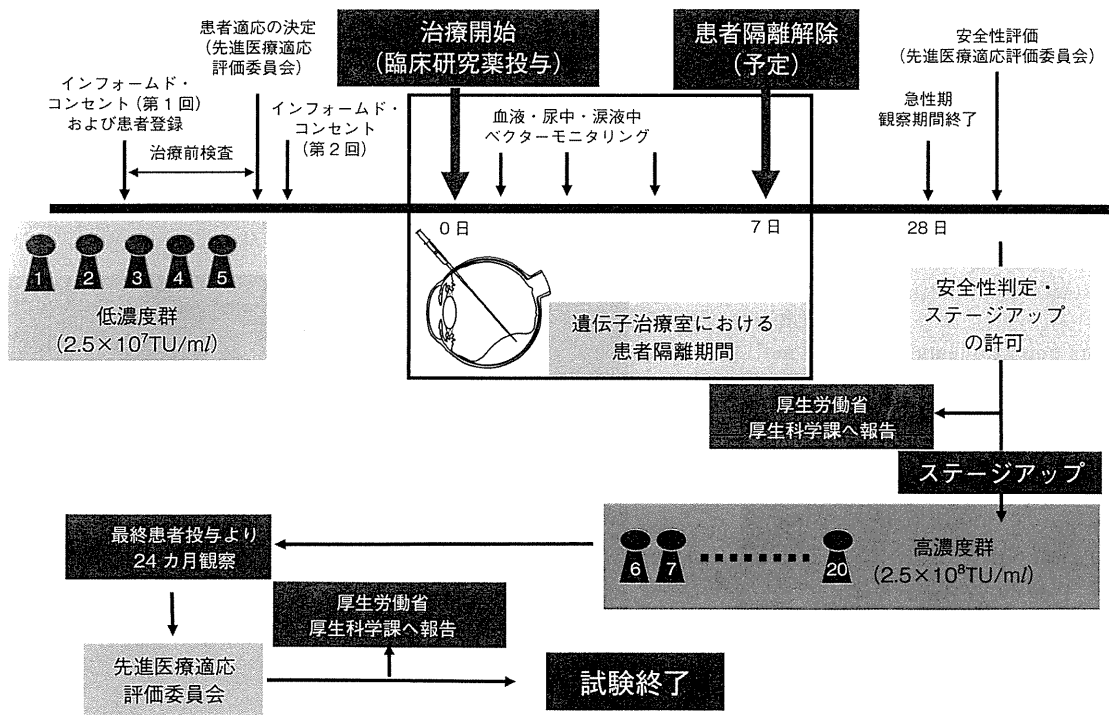 患者適応の決定
(先進医療適応
評価委員会)
インフォームド・
コンセント(第1回)
および患者登録
治療前検査
インフォームド・
コンセント
(第2回)
治療開始
(臨床研究薬投与)
患者隔離解除
(予定)
血液・尿中・涙液中
ベクターモニタリング
安全性評価
(先進医療適応評価委員会)
急性期
観察期間終了
0日
7日
28日
1 2 3 4 5
低濃度群
(2.5×10⁷TU/ml)
遺伝子治療室における
患者隔離期間
安全性判定・
ステージアップ
の許可
厚生労働省
厚生科学課へ報告
ステージアップ
6 7 20
高濃度群
(2.5×10⁸TU/ml)
最終患者投与より
24カ月観察
厚生労働省
厚生科学課へ報告
先進医療適応
評価委員会
試験終了